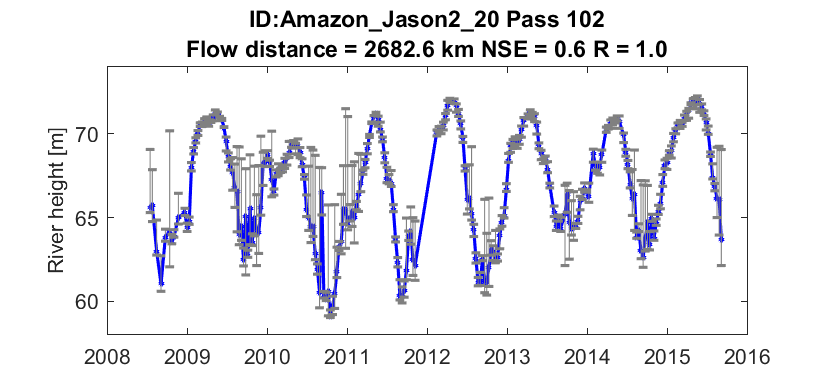 ID:Amazon_Jason2_20 Pass 102
Flow distance = 2682.6 km NSE = 0.6 R = 1.0
River height [m]
70
65
60
2008 2009 2010 2011 2012 2013 2014 2015 2016